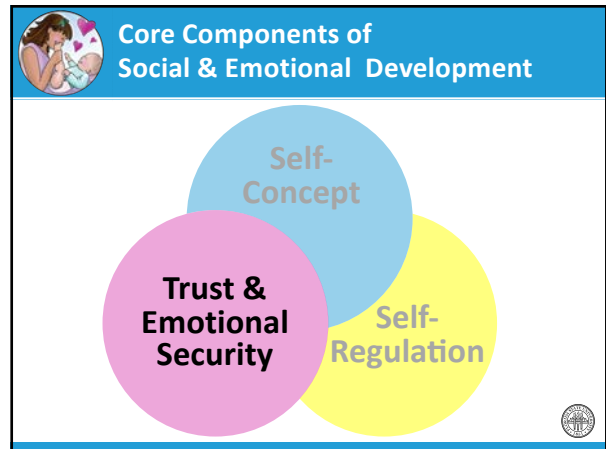 Core Components of
Social & Emotional Development
Self-
Concept
Trust &
Emotional
Security
Self-
Regulation